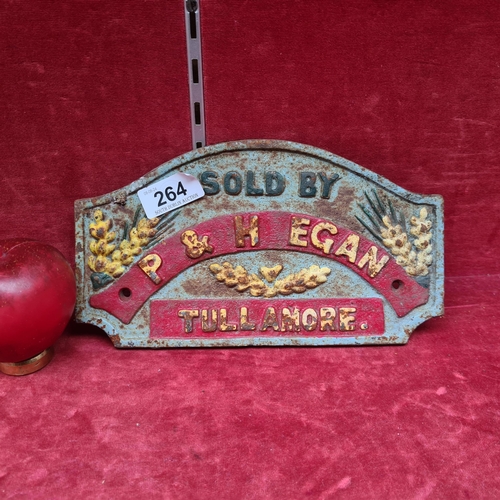 SOLD BY
P & H EGAN
TULLAMORE.
264